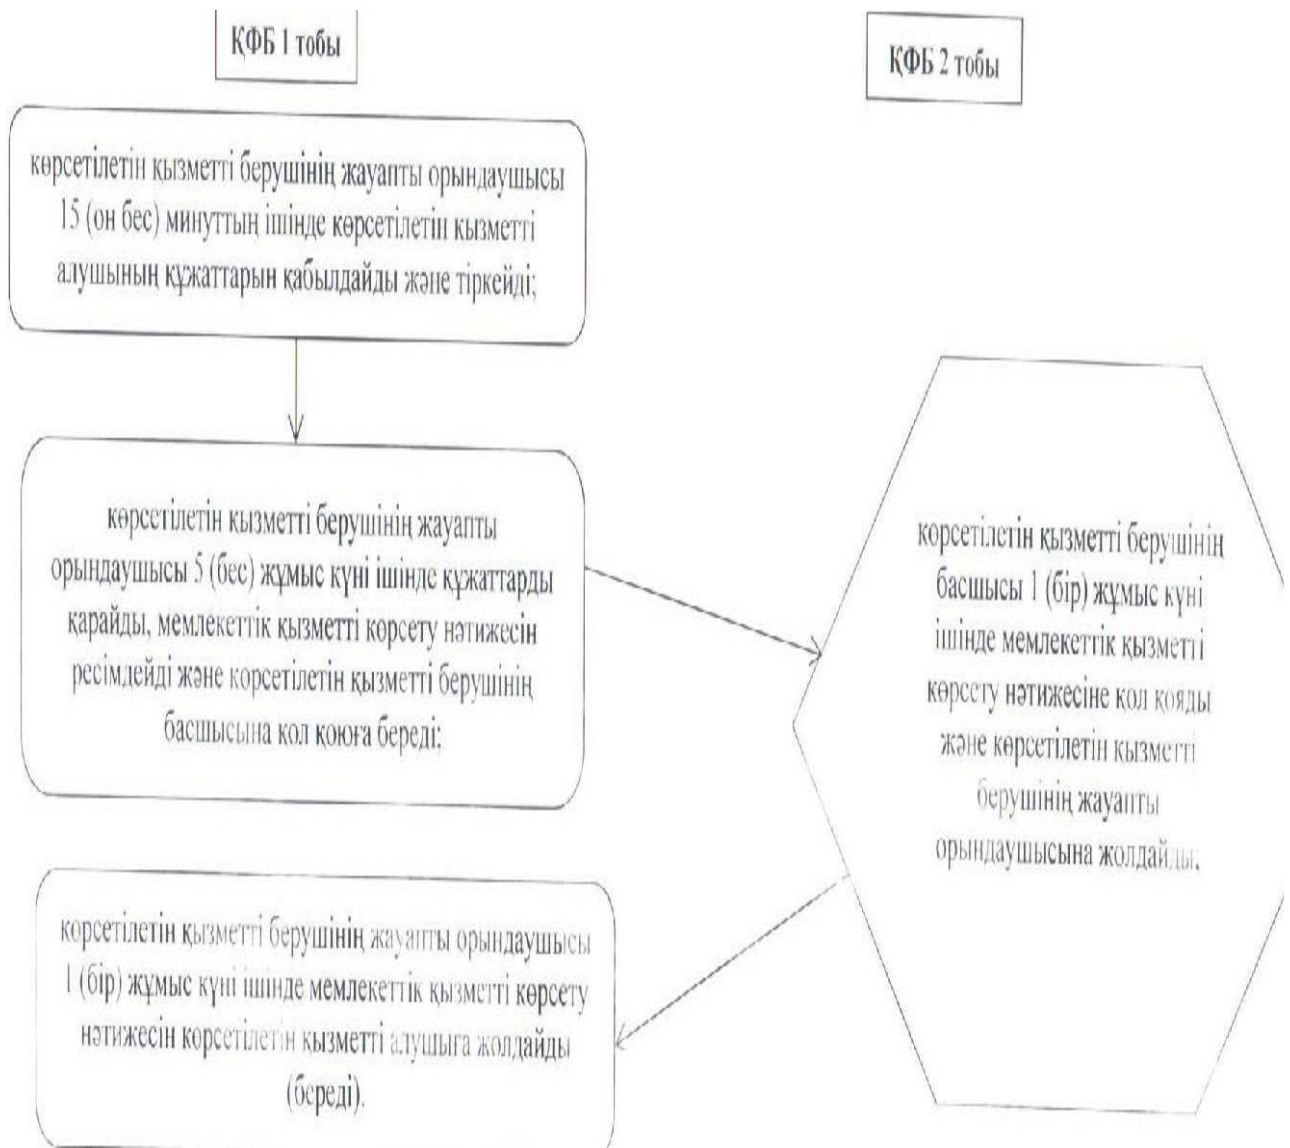 ҚФБ 1 тобы
ҚФБ 2 тобы
көрсетілетін қызметті берушінің жауапты орындаушысы
15 (он бес) минуттың ішінде көрсетілетін қызметті
алушының құжаттарын қабылдайды және тіркейді;
көрсетілетін қызметті берушінің жауапты
орындаушысы 5 (бес) жұмыс күні ішінде құжаттарды
қарайды, мемлекеттік қызметті көрсету нәтижесін
ресімдейді және көрсетілетін қызметті берушінің
басшысына қол қоюға береді;
көрсетілетін қызметті берушінің
басшысы 1 (бір) жұмыс күні
ішінде мемлекеттік қызметті
көрсету нәтижесіне қол қояды
және көрсетілетін қызметті
берушінің жауапты
орындаушысына жолдайды;
көрсетілетін қызметті берушінің жауапты орындаушысы
1 (бір) жұмыс күні ішінде мемлекеттік қызметті көрсету
нәтижесін көрсетілетін қызметті алушыға жолдайды
(береді).